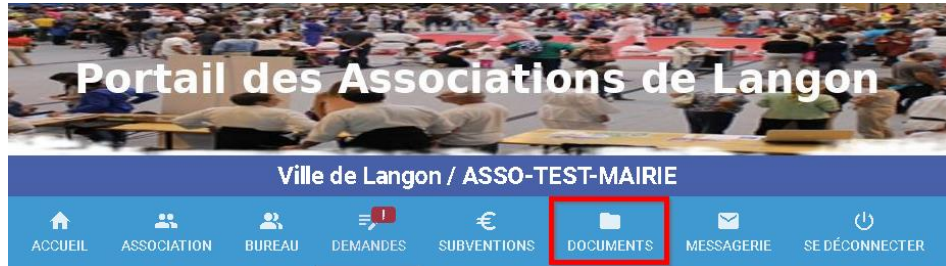 Portail des Associations de Langon
Ville de Langon / ASSO-TEST-MAIRIE
!
€
ACCUEIL ASSOCIATION BUREAU DEMANDES SUBVENTIONS DOCUMENTS MESSAGERIE SE DÉCONNECTER